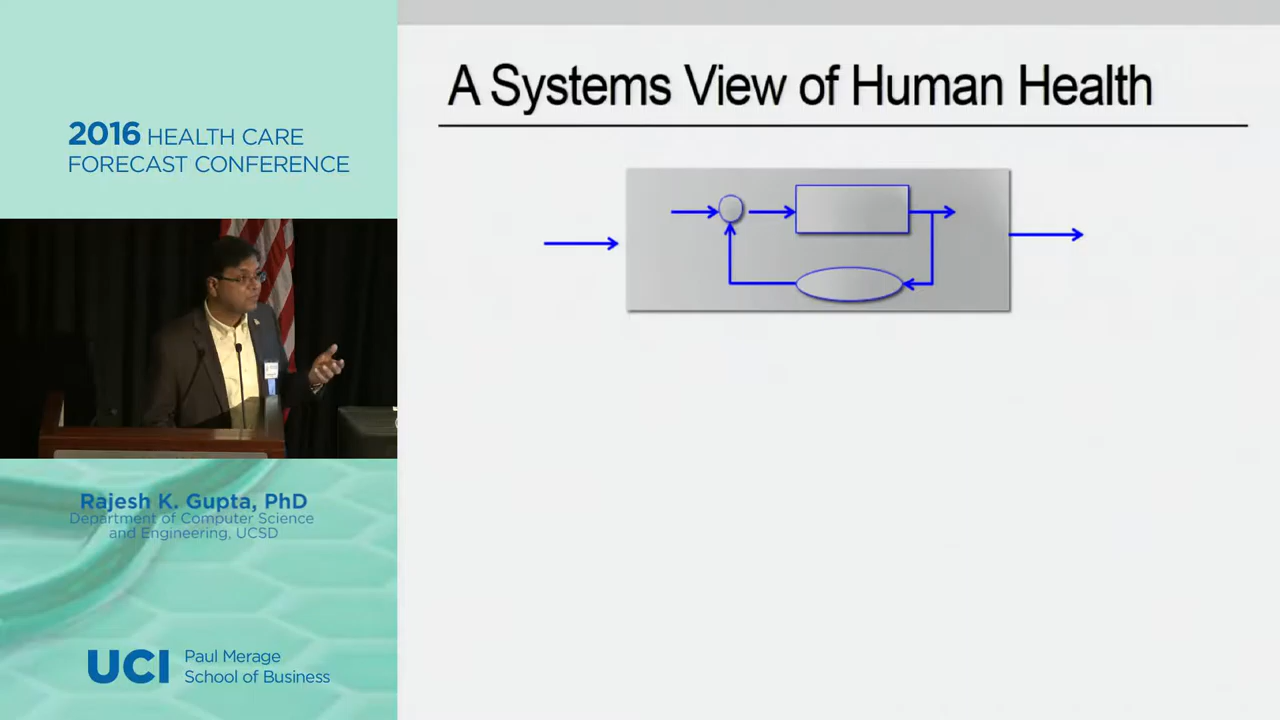 2016 HEALTH CARE
FORECAST CONFERENCE
Rajesh K. Gupta, PhD
Department of Computer Science
and Engineering, UCSD
UCI
Paul Merage
School of Business
A Systems View of Human Health